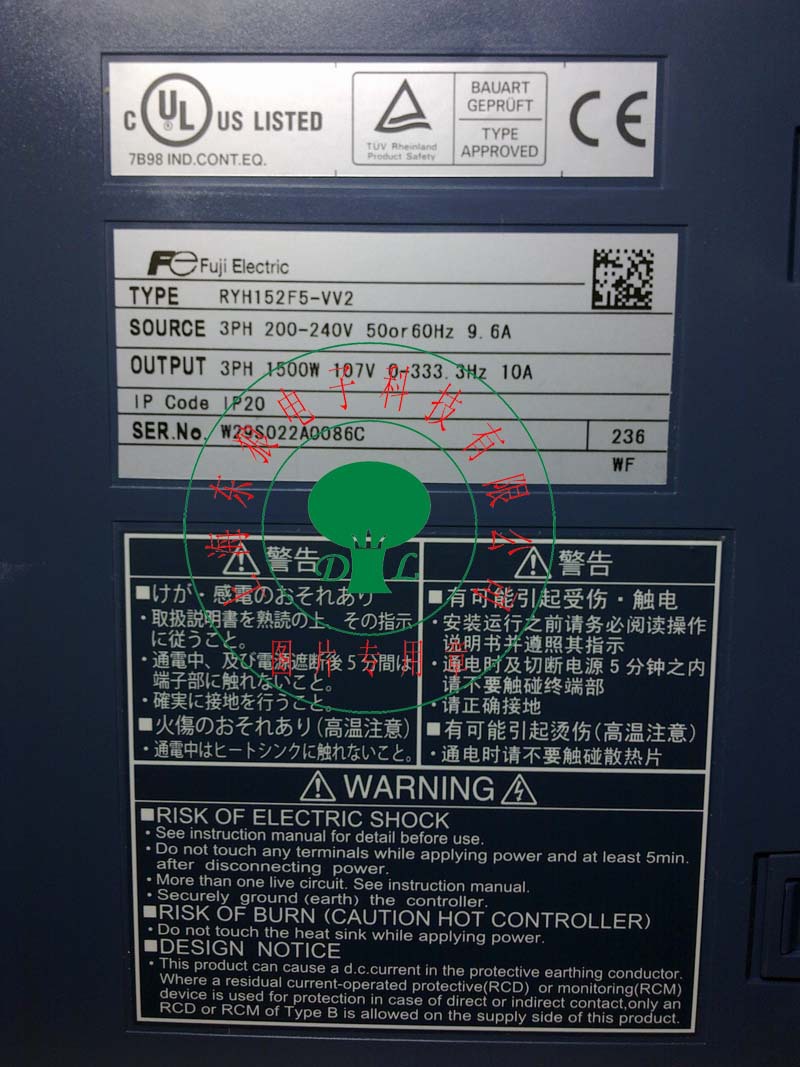 C UL US LISTED
®
7B98 IND.CONT.EQ.
TÜV Rheinland
Product Safety
BAUART
GEPRÜFT
TYPE
APPROVED
CE
Fe Fuji Electric
TYPE RYH152F5-VV2
SOURCE 3PH 200-240V 50or60Hz 9.6A
OUTPUT 3PH 1500W 107V 0-333.3Hz 10A
IP Code IP20
SER.No. W29S022A0086C 236
WF
上海东粮电子科技有限公司
DL
图片专用章
警告
■けが・感電のおそれあり
・取扱説明書を熟読の上、その指示
に従うこと。
・通電中、及び電源遮断後5分間は
端子部に触れないこと。
・確実に接地を行うこと。
■火傷のおそれあり(高温注意)
・通電中はヒートシンクに触れないこと。
警告
■有可能引起受伤・触电
・安装运行之前请务必阅读操作
说明书并遵照其指示
・通电时及切断电源5分钟之内
请不要触碰终端部
・请正确接地
■有可能引起烫伤(高温注意)
・通电时请不要触碰散热片
WARNING
■RISK OF ELECTRIC SHOCK
・See instruction manual for detail before use.
・Do not touch any terminals while applying power and at least 5min.
after disconnecting power.
・More than one live circuit. See instruction manual.
・Securely ground (earth) the controller.
■RISK OF BURN (CAUTION HOT CONTROLLER)
・Do not touch the heat sink while applying power.
■DESIGN NOTICE
・This product can cause a d.c.current in the protective earthing conductor.
Where a residual current-operated protective(RCD) or monitoring(RCM)
device is used for protection in case of direct or indirect contact,only an
RCD or RCM of Type B is allowed on the supply side of this product.